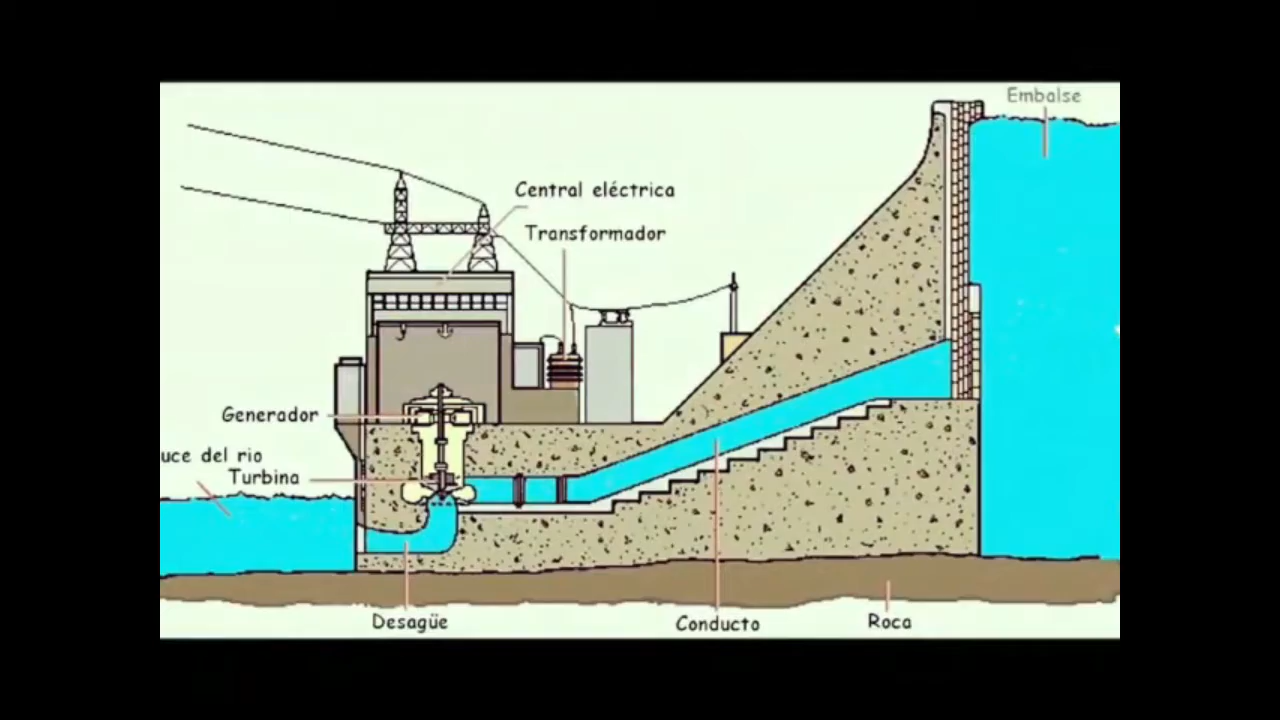 Embalse
Central eléctrica
Transformador
Generador
uce del rio
Turbina
Desagüe
Conducto
Roca